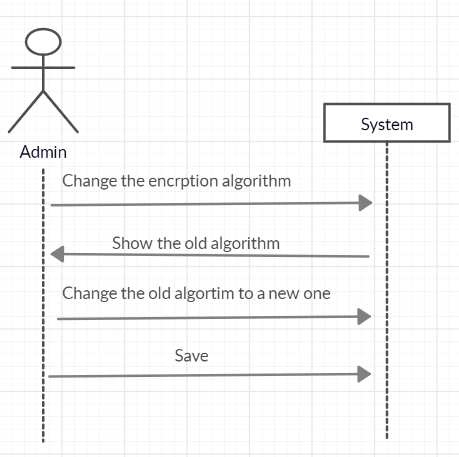 Admin
System
Change the encrption algorithm
Show the old algorithm
Change the old algortim to a new one
Save